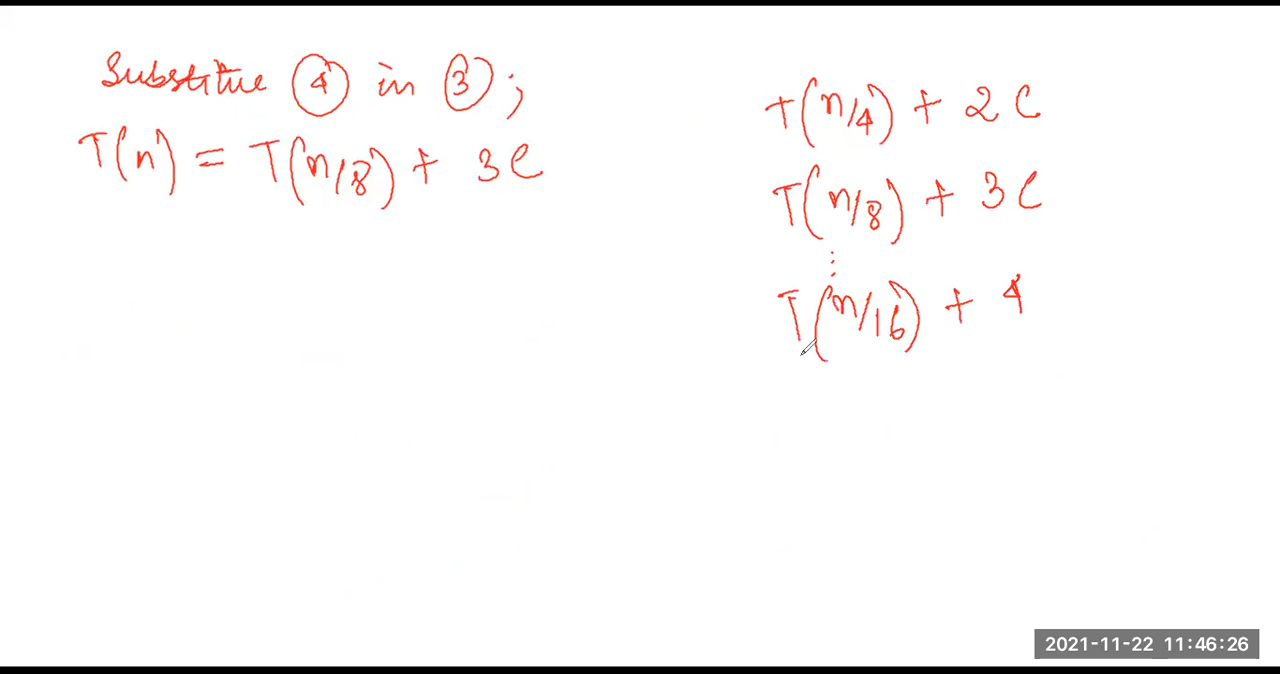 Substitue ④ in ③ ;
T(n) = T(n/8) + 3C
T(n/4) + 2C
T(n/8) + 3C
⋮
T(n/16) + 4
2021-11-22 11:46:26